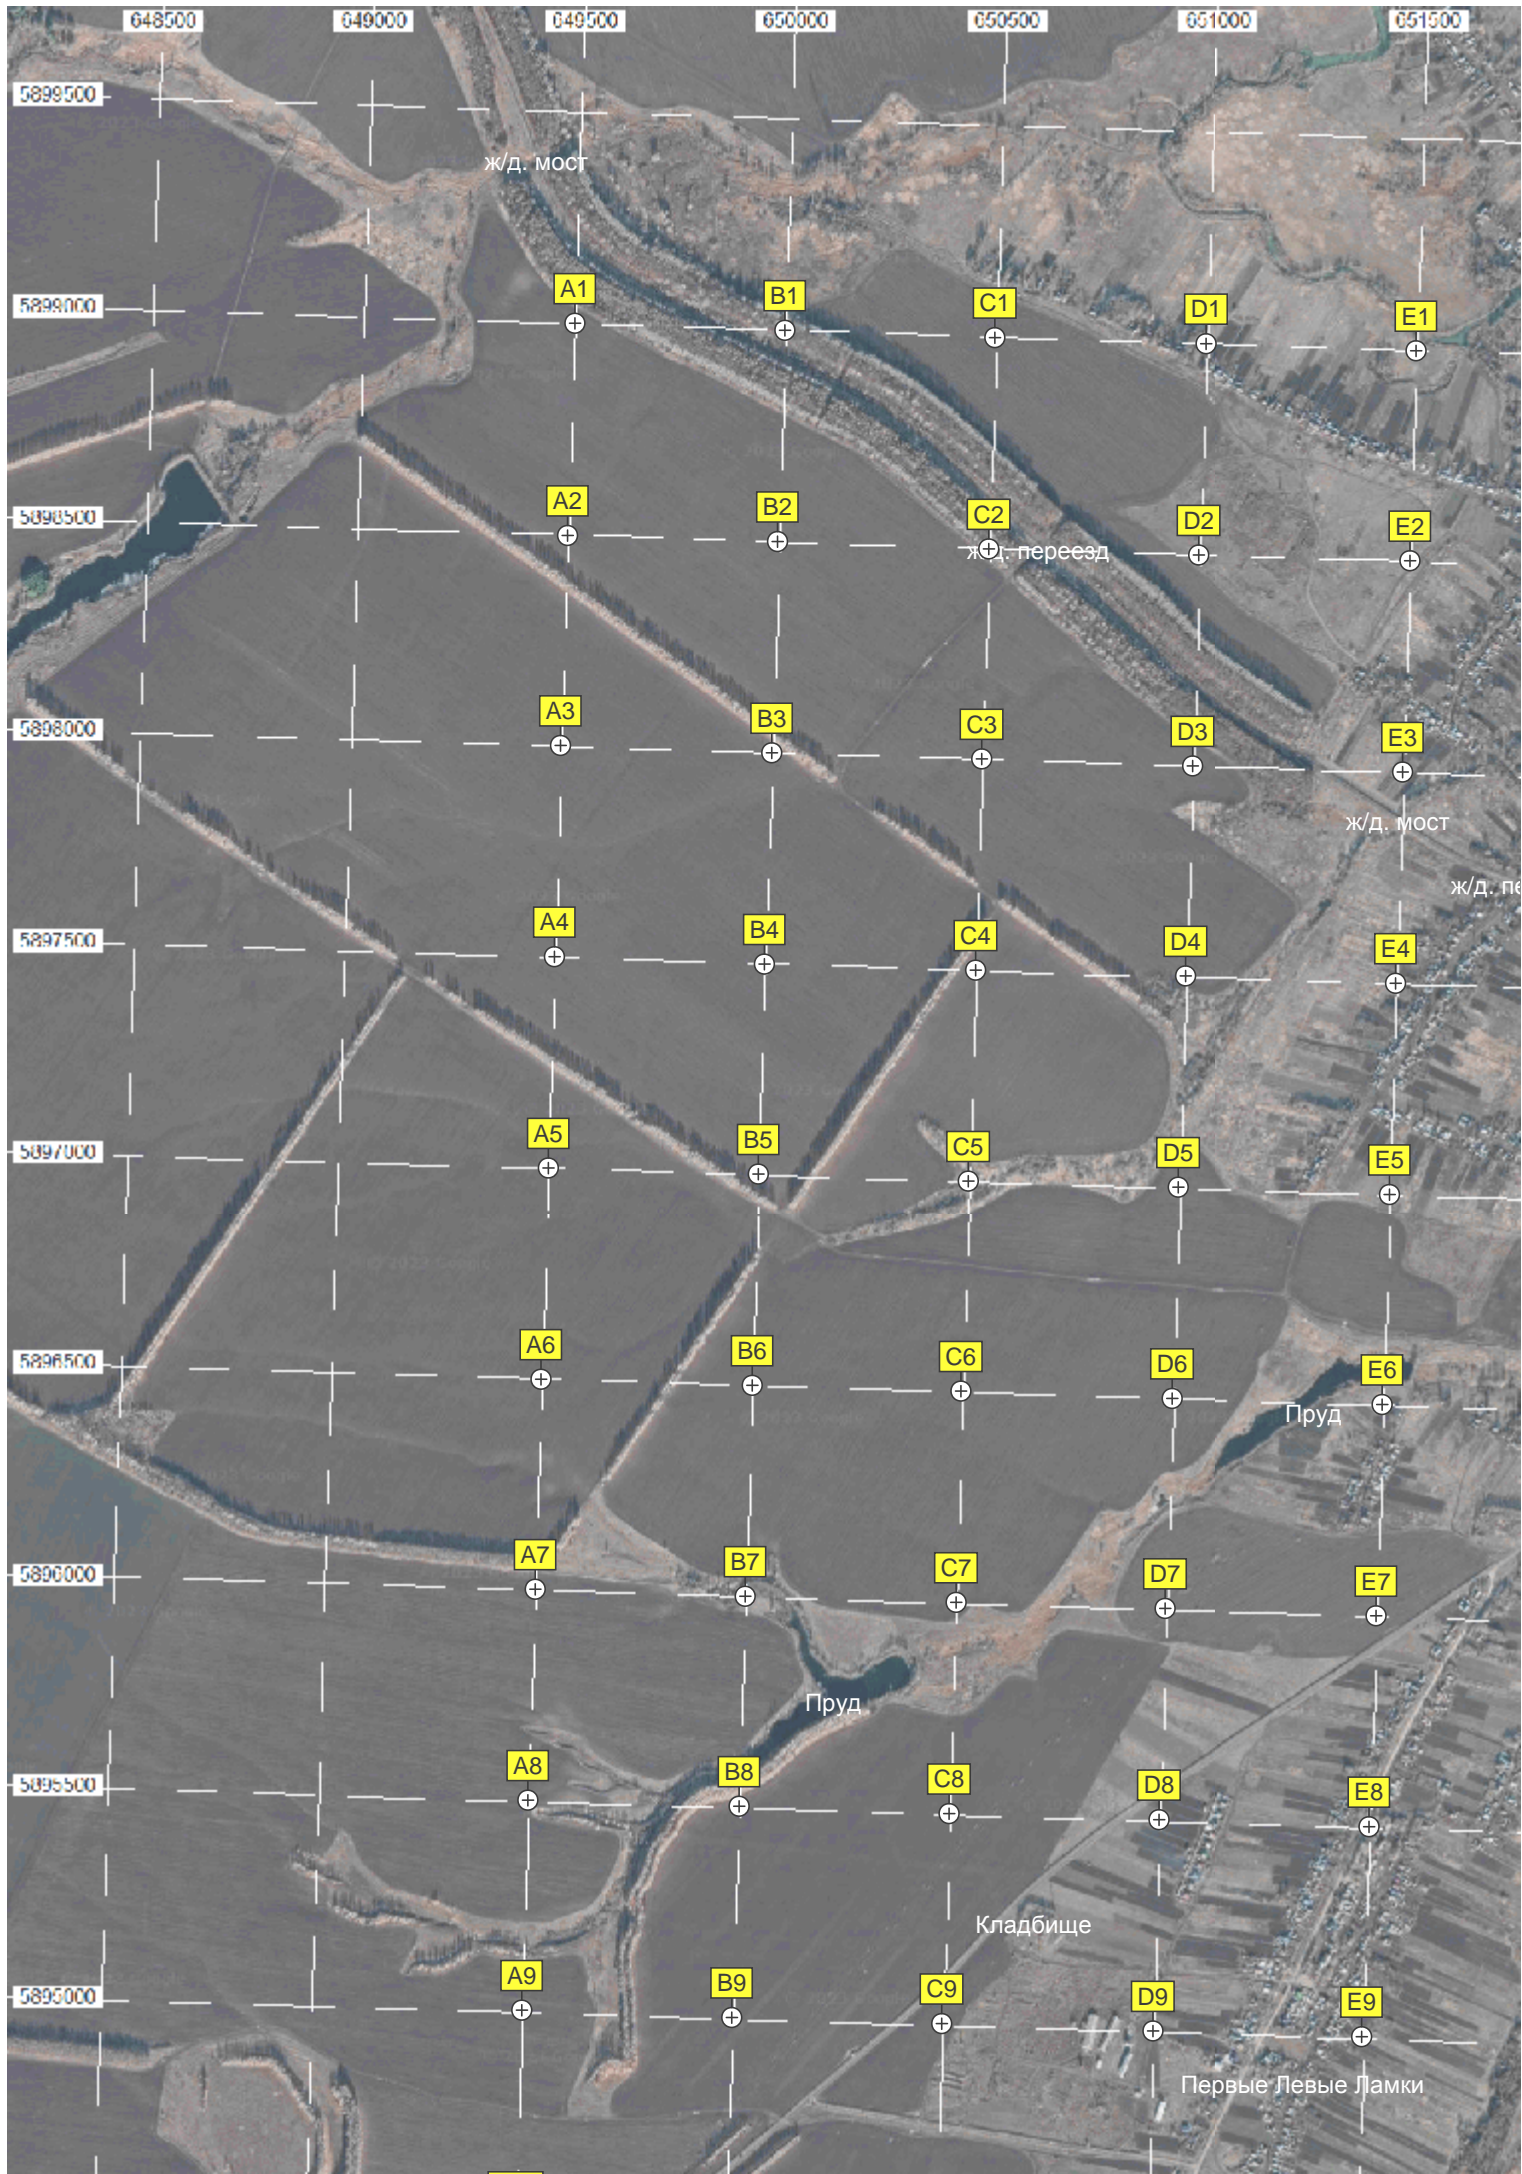 648500 649000 649500 650000 650500 651000 651500
5899500
ж/д. мост
A1 B1 C1 D1 E1
5899000
A2 B2 C2 D2 E2
5898500
ж/д. переезд
A3 B3 C3 D3 E3
5898000
ж/д. мост
ж/д. пе
A4 B4 C4 D4 E4
5897500
A5 B5 C5 D5 E5
5897000
A6 B6 C6 D6 E6
5896500
Пруд
A7 B7 C7 D7 E7
5896000
Пруд
A8 B8 C8 D8 E8
5895500
Кладбище
A9 B9 C9 D9 E9
5895000
Первые Левые Ламки